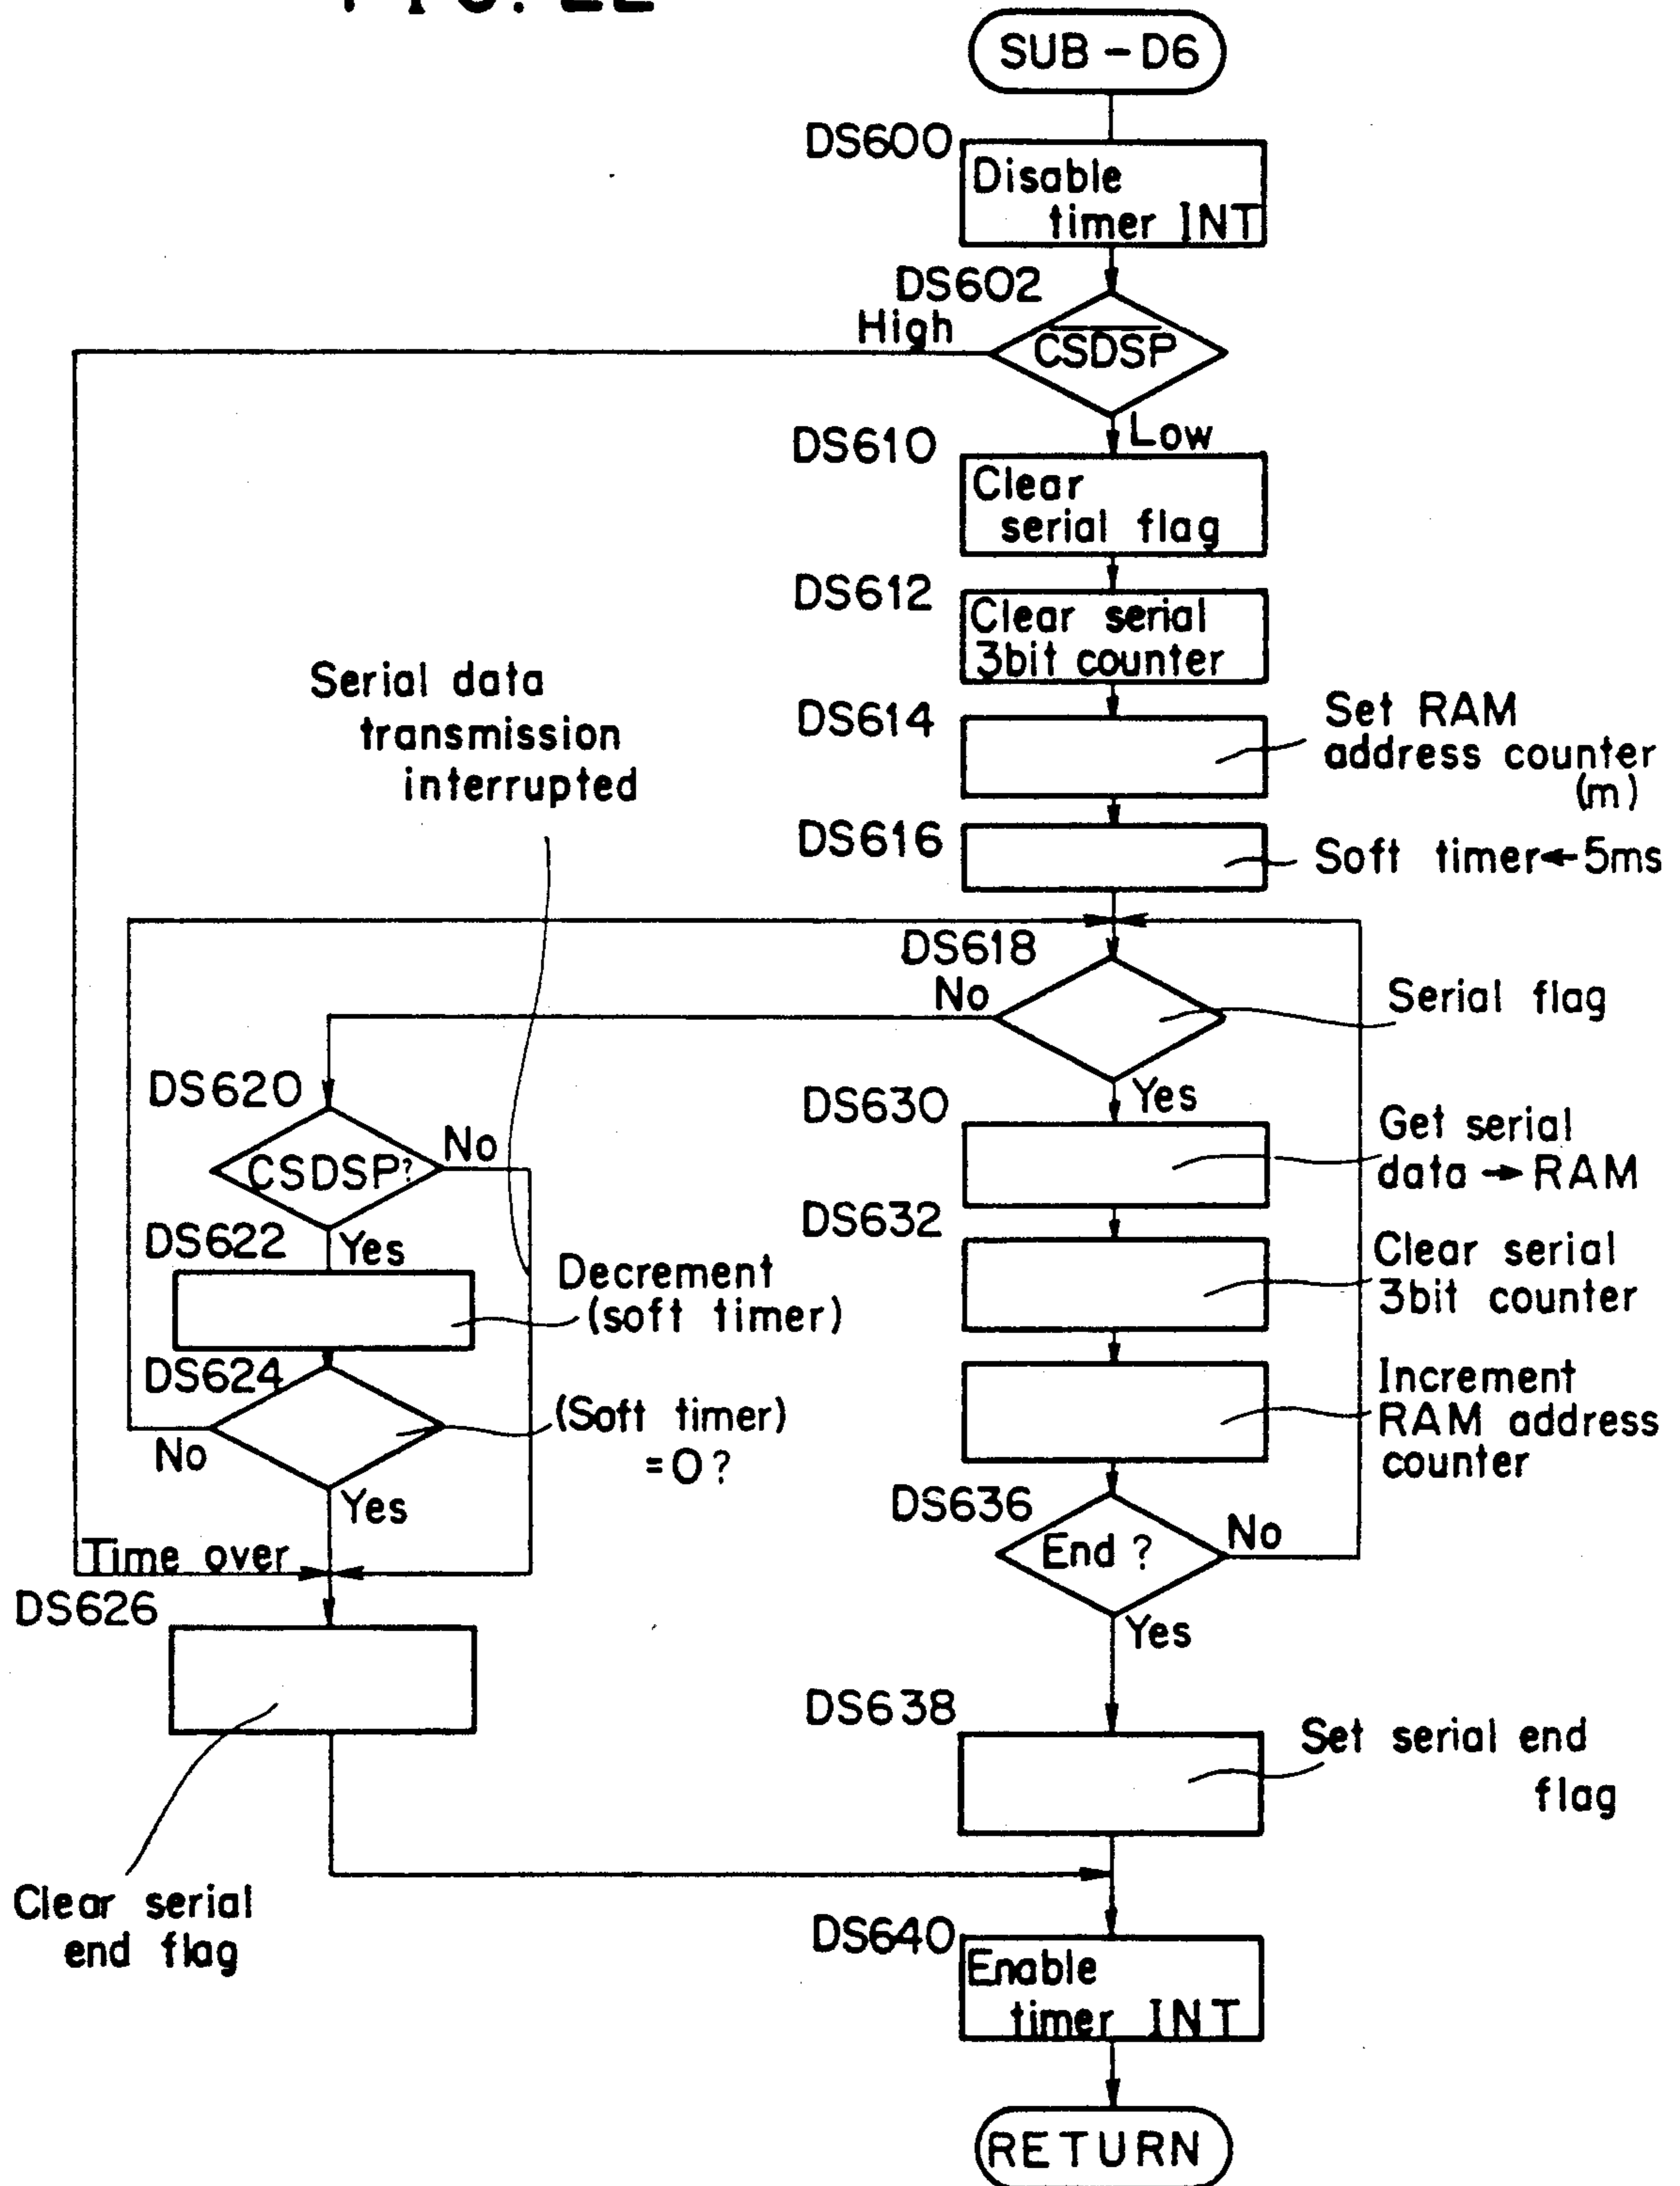 FIG. 22
SUB-D6
DS600
Disable
timer INT
DS602
High
CSDSP
Low
DS610
Clear
serial flag
DS612
Clear serial
3bit counter
Serial data
transmission
interrupted
DS614
Set RAM
address counter
(m)
DS616
Soft timer←5ms
DS618
No
Serial flag
Yes
DS620
CSDSP?
No
Yes
DS630
Get serial
data→RAM
DS622
Decrement
(soft timer)
DS632
Clear serial
3bit counter
DS624
(Soft timer)
=0?
No
Yes
Increment
RAM address
counter
DS636
End?
No
Yes
Time over
DS626
Clear serial
end flag
DS638
Set serial end
flag
DS640
Enable
timer INT
RETURN